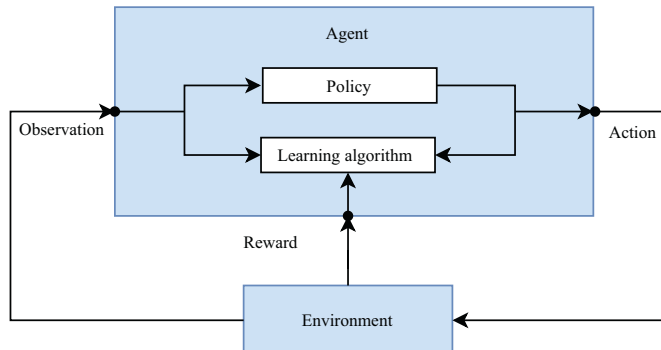 Agent
Policy
Observation
Action
Learning algorithm
Reward
Environment